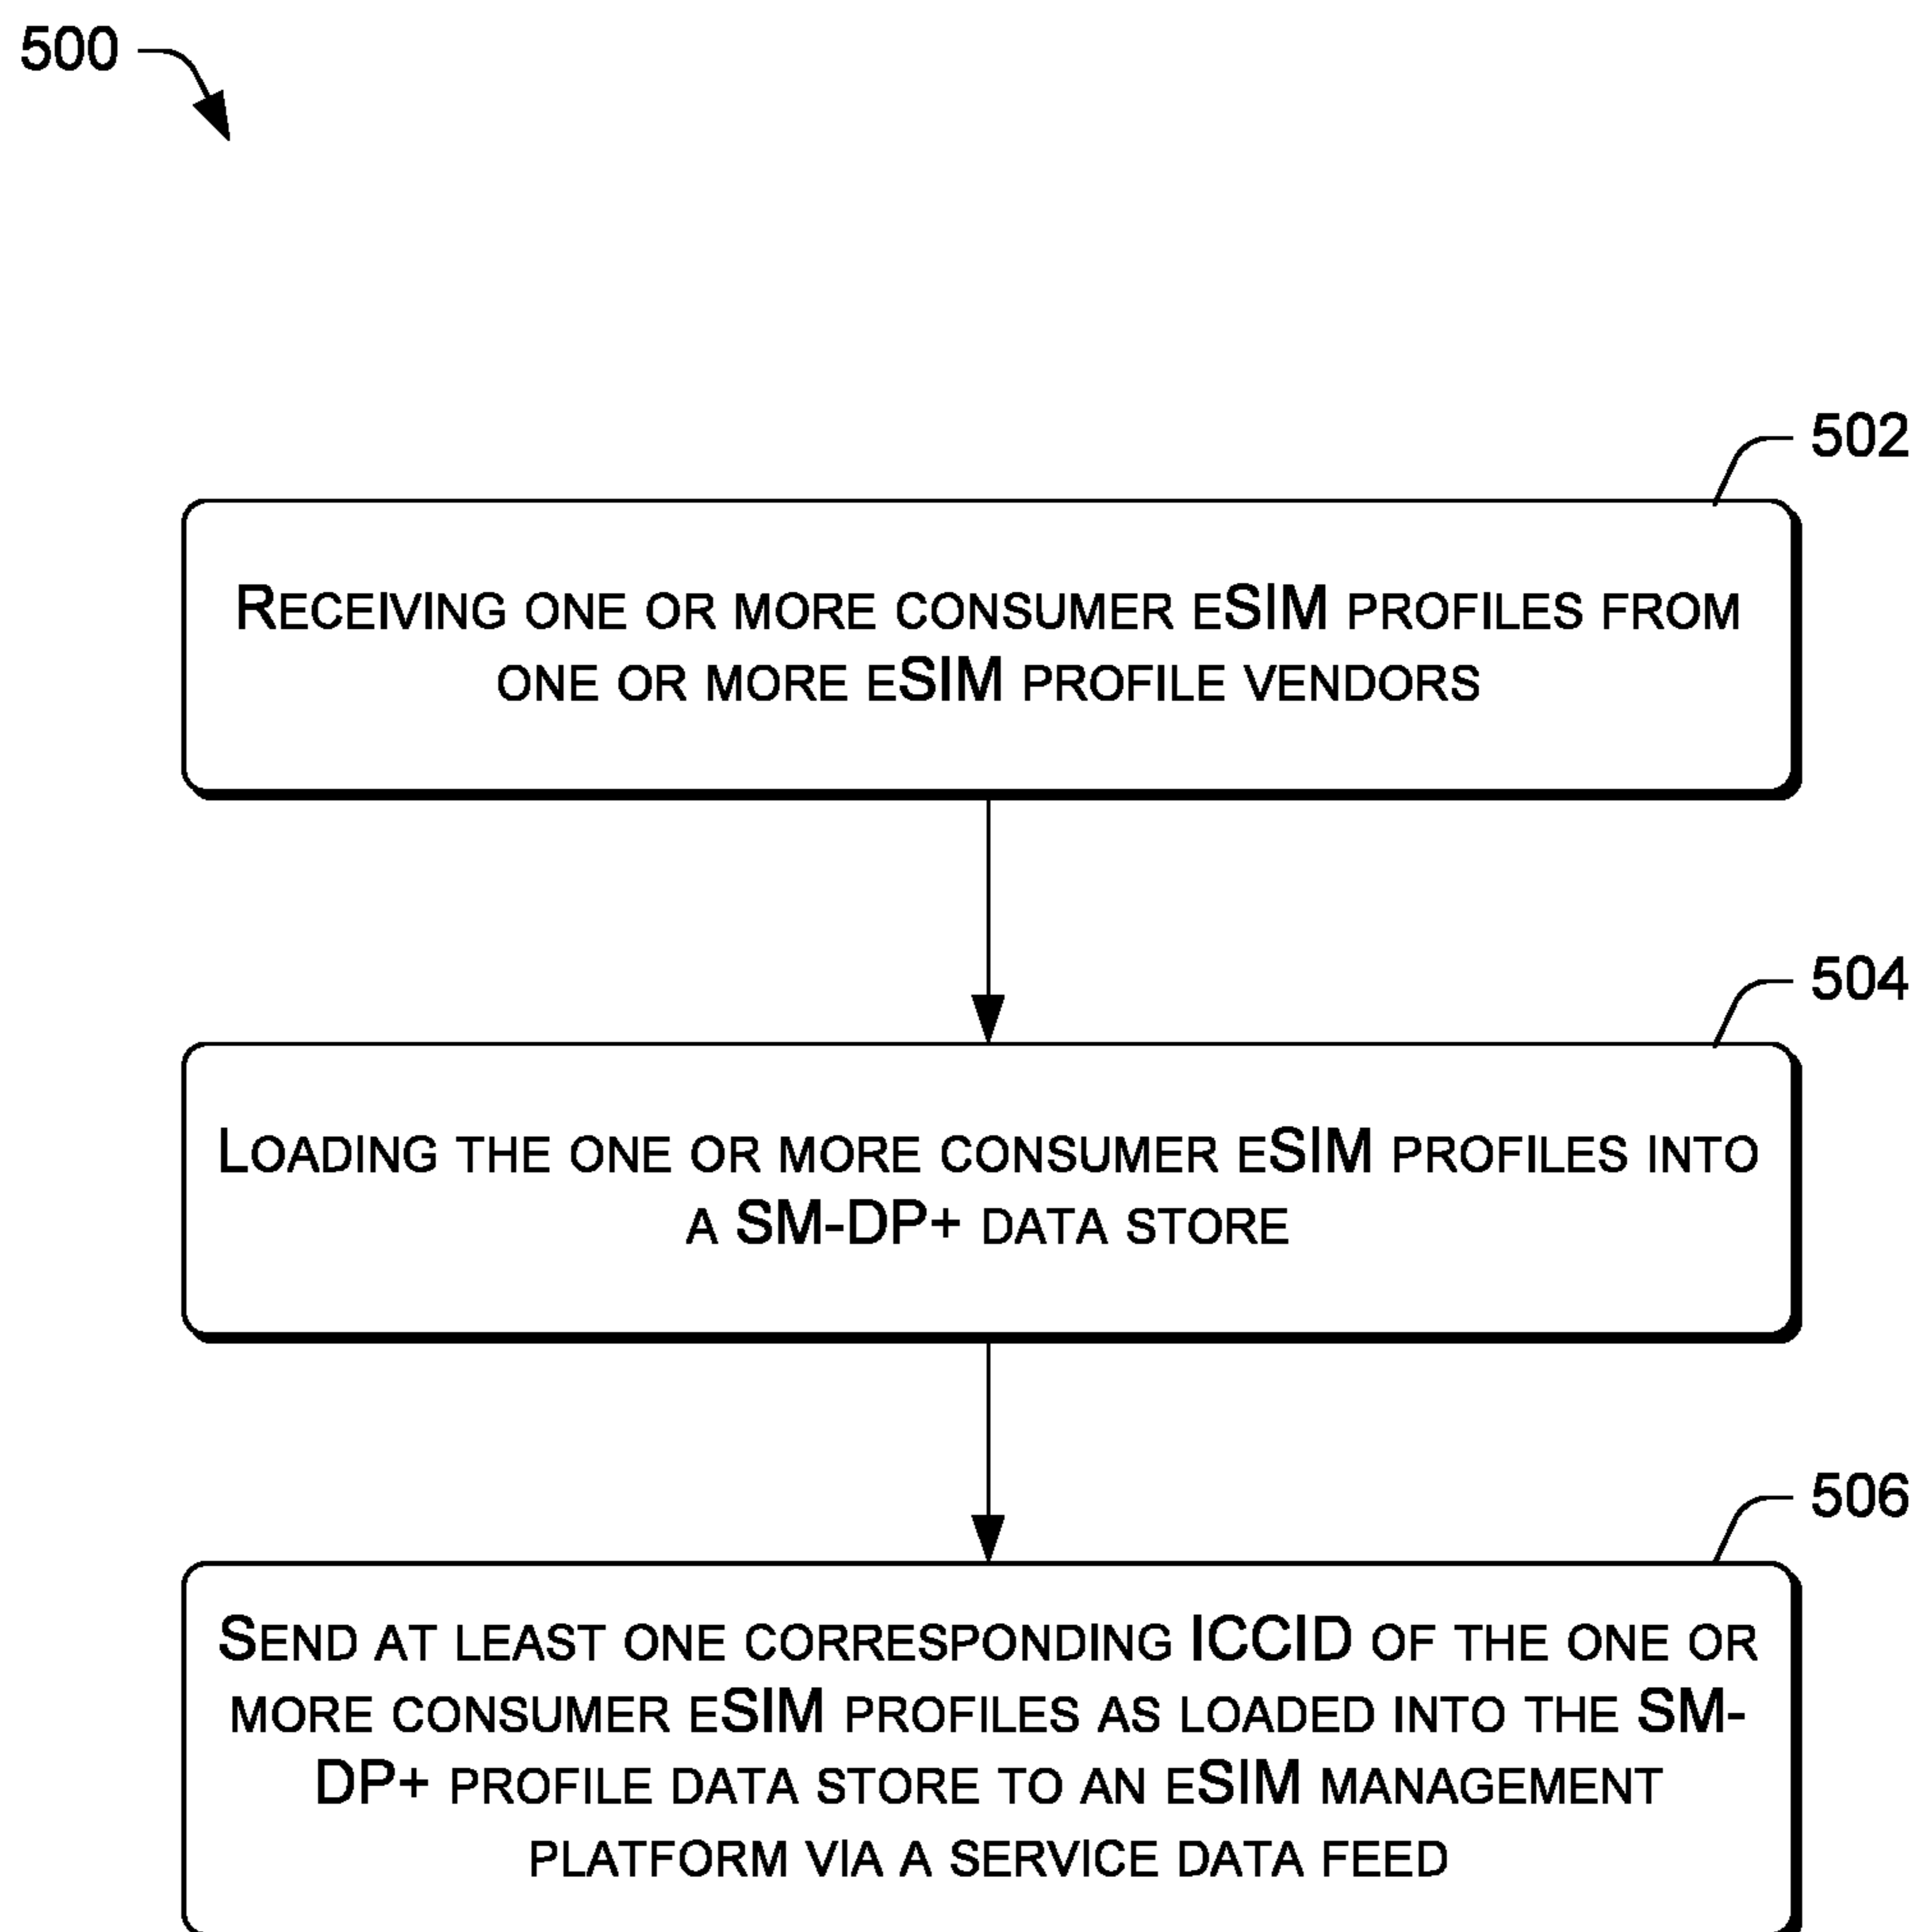 500
502
Receiving one or more consumer eSIM profiles from
one or more eSIM profile vendors
504
Loading the one or more consumer eSIM profiles into
a SM-DP+ data store
506
Send at least one corresponding ICCID of the one or
more consumer eSIM profiles as loaded into the SM-
DP+ profile data store to an eSIM management
platform via a service data feed